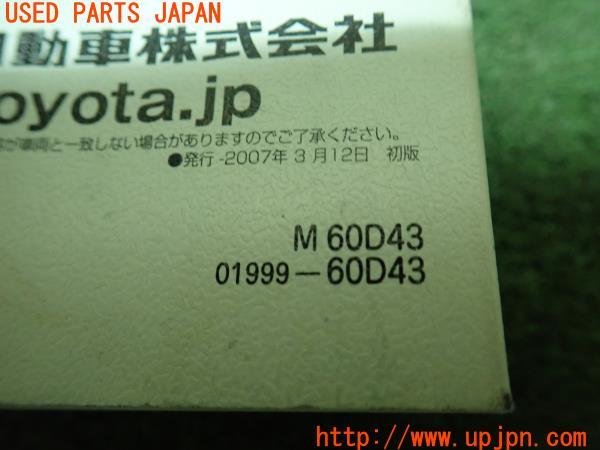 USED PARTS JAPAN
動車株式会社
oyota.jp
が車両と一致しない場合がありますのでご了承ください。
●発行-2007年 3月12日 初版
M 60D43
01999-60D43
http://www.upjpn.com